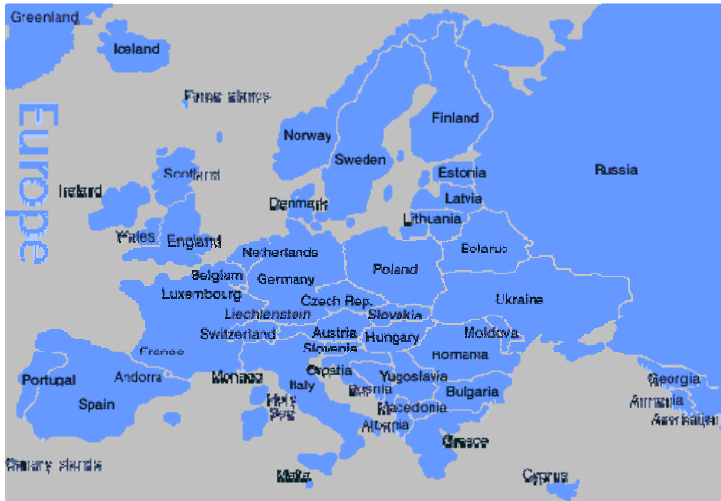 Greenland
Iceland
Faroe Islands
Europe
Norway
Sweden
Finland
Russia
Estonia
Latvia
Lithuania
Denmark
Scotland
Ireland
Wales
England
Netherlands
Belgium
Germany
Poland
Belarus
Luxembourg
Czech Rep.
Ukraine
Liechtenstein
Slovakia
Switzerland
Austria
Hungary
Moldova
France
Slovenia
Romania
Portugal
Andorra
Monaco
Croatia
Italy
Yugoslavia
Bosnia
Bulgaria
Georgia
Spain
Holy
See
Macedonia
Armenia
Albania
Azerbaijan
Greece
Canary Islands
Malta
Cyprus